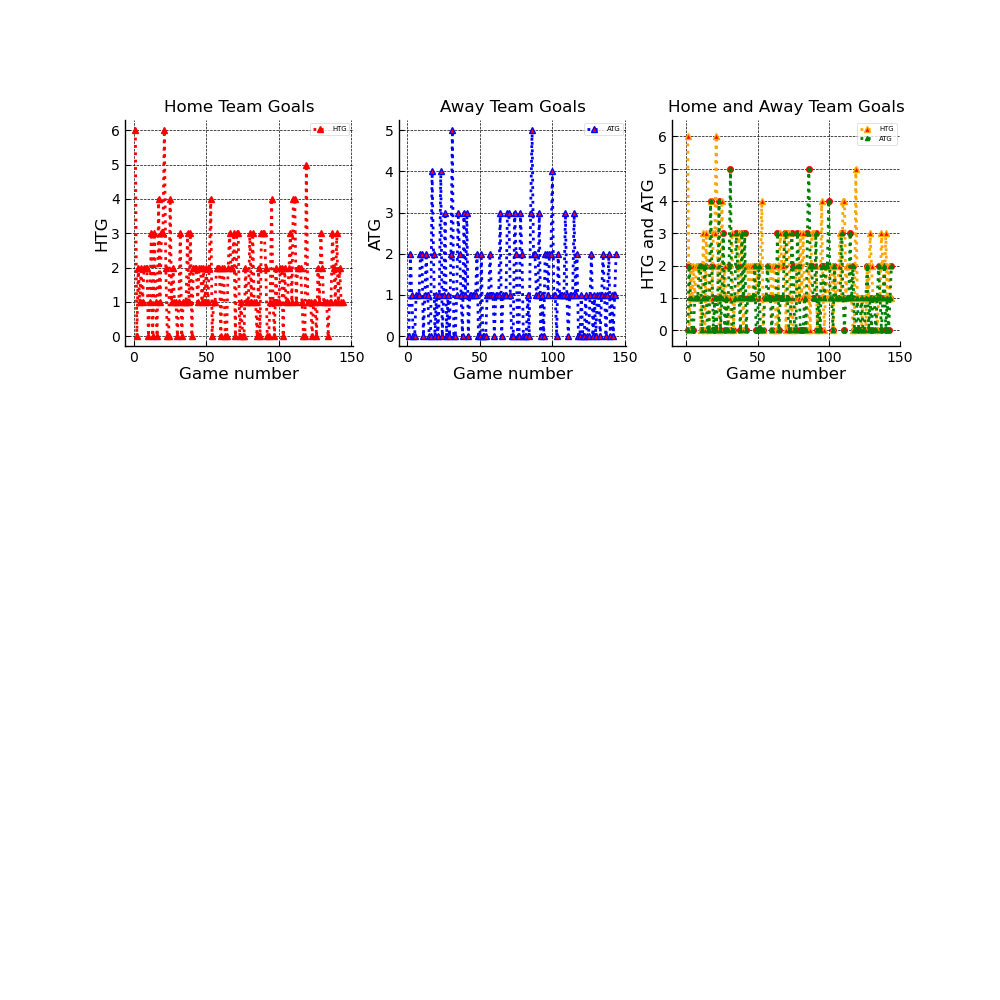 Home Team Goals
HTG
6
5
4
3
2
1
0
HTG
0 50 100 150
Game number
Away Team Goals
ATG
5
4
3
2
1
0
ATG
0 50 100 150
Game number
Home and Away Team Goals
HTG
ATG
6
5
4
3
2
1
0
HTG and ATG
0 50 100 150
Game number